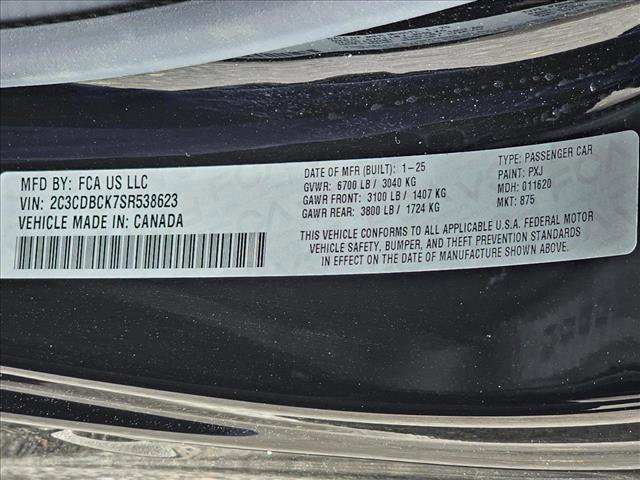 MFD BY: FCA US LLC
VIN: 2C3CDBCK7SR538623
VEHICLE MADE IN: CANADA
DATE OF MFR (BUILT): 1-25
GVWR: 6700 LB / 3040 KG
GAWR FRONT: 3100 LB / 1407 KG
GAWR REAR: 3800 LB / 1724 KG
TYPE: PASSENGER CAR
PAINT: PXJ
MDH: 011620
MKT: 875
THIS VEHICLE CONFORMS TO ALL APPLICABLE U.S.A. FEDERAL MOTOR
VEHICLE SAFETY, BUMPER, AND THEFT PREVENTION STANDARDS
IN EFFECT ON THE DATE OF MANUFACTURE SHOWN ABOVE.